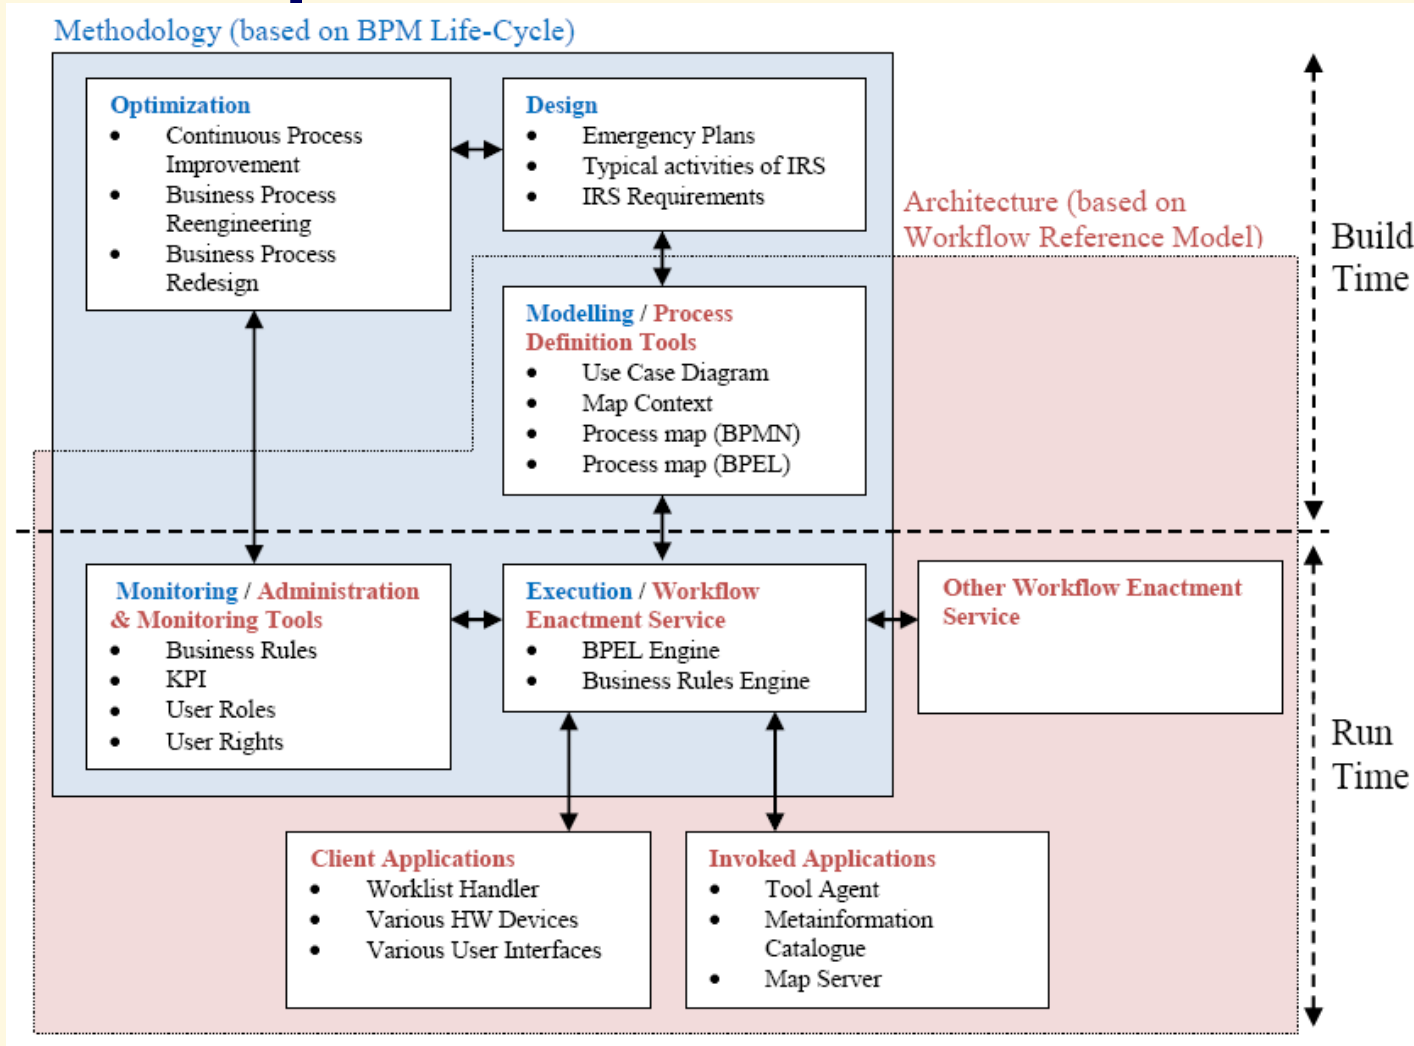 Methodology (based on BPM Life-Cycle)
Optimization
• Continuous Process
Improvement
• Business Process
Reengineering
• Business Process
Redesign
Design
• Emergency Plans
• Typical activities of IRS
• IRS Requirements
Architecture (based on
Workflow Reference Model)
Build
Time
Modelling / Process
Definition Tools
• Use Case Diagram
• Map Context
• Process map (BPMN)
• Process map (BPEL)
Monitoring / Administration
& Monitoring Tools
• Business Rules
• KPI
• User Roles
• User Rights
Execution / Workflow
Enactment Service
• BPEL Engine
• Business Rules Engine
Other Workflow Enactment
Service
Run
Time
Client Applications
• Worklist Handler
• Various HW Devices
• Various User Interfaces
Invoked Applications
• Tool Agent
• Metainformation
Catalogue
• Map Server